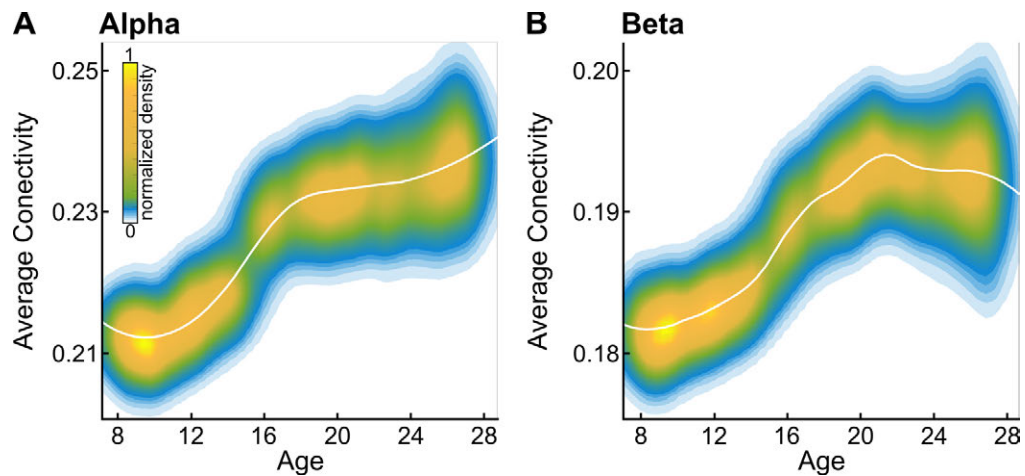 A Alpha
0.25
0.23
0.21
Average Conectivity
1
normalized density
0
8 12 16 20 24 28
Age
B Beta
0.20
0.19
0.18
Average Conectivity
8 12 16 20 24 28
Age